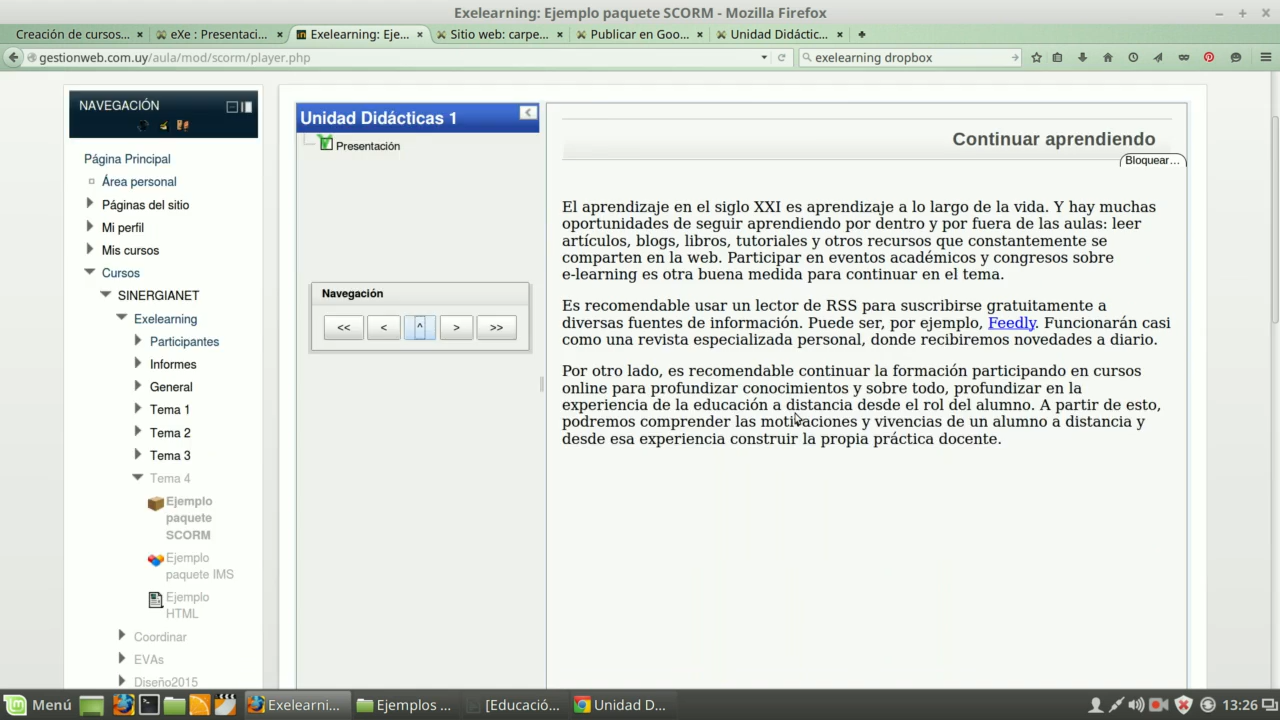 Exelearning: Ejemplo paquete SCORM - Mozilla Firefox
Creación de cursos...
eXe : Presentaci...
Exelearning: Eje...
Sitio web: carpe...
Publicar en Goo...
Unidad Didáctic...
gestionweb.com.uy/aula/mod/scorm/player.php
exelearning dropbox
NAVEGACIÓN
Página Principal
Área personal
Páginas del sitio
Mi perfil
Mis cursos
Cursos
SINERGIANET
Exelearning
Participantes
Informes
General
Tema 1
Tema 2
Tema 3
Tema 4
Ejemplo
paquete
SCORM
Ejemplo
paquete IMS
Ejemplo
HTML
Coordinar
EVAs
Diseño2015
Unidad Didácticas 1
<
Presentación
Navegación
<< < ^ > >>
Continuar aprendiendo
Bloquear...
El aprendizaje en el siglo XXI es aprendizaje a lo largo de la vida. Y hay muchas
oportunidades de seguir aprendiendo por dentro y por fuera de las aulas: leer
artículos, blogs, libros, tutoriales y otros recursos que constantemente se
comparten en la web. Participar en eventos académicos y congresos sobre
e-learning es otra buena medida para continuar en el tema.
Es recomendable usar un lector de RSS para suscribirse gratuitamente a
diversas fuentes de información. Puede ser, por ejemplo, Feedly. Funcionarán casi
como una revista especializada personal, donde recibiremos novedades a diario.
Por otro lado, es recomendable continuar la formación participando en cursos
online para profundizar conocimientos y sobre todo, profundizar en la
experiencia de la educación a distancia desde el rol del alumno. A partir de esto,
podremos comprender las motivaciones y vivencias de un alumno a distancia y
desde esa experiencia construir la propia práctica docente.
Menú
Exelearni...
Ejemplos ...
[Educació...
Unidad D...
13:26